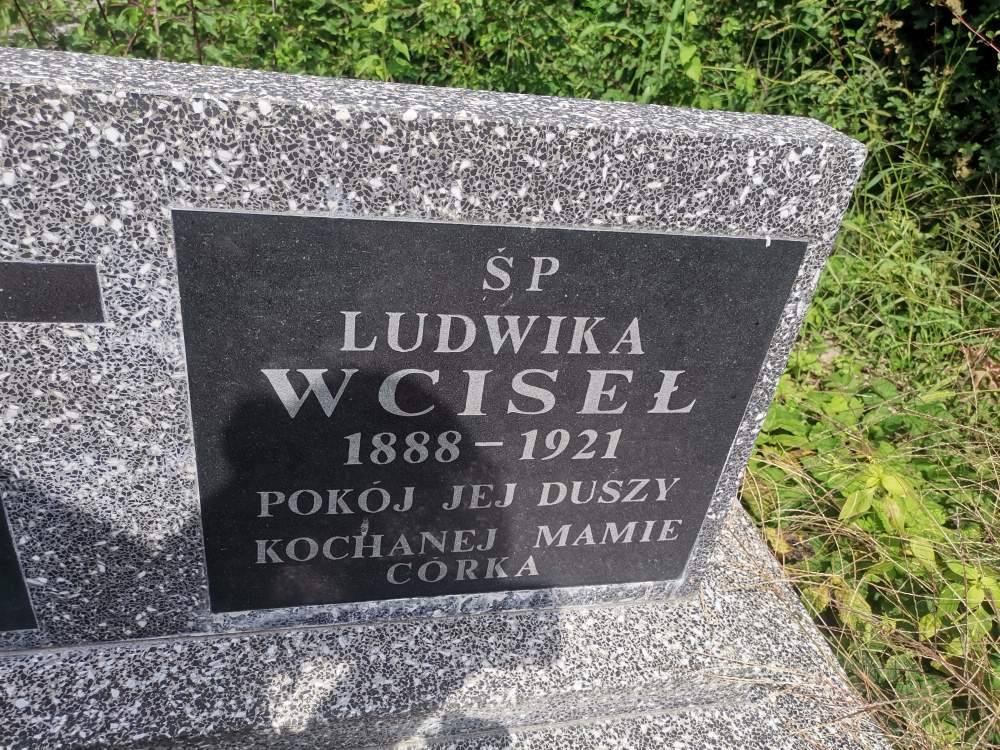 ŚP
LUDWIKA
WCISEŁ
1888 – 1921
POKÓJ JEJ DUSZY
KOCHANEJ MAMIE
CÓRKA